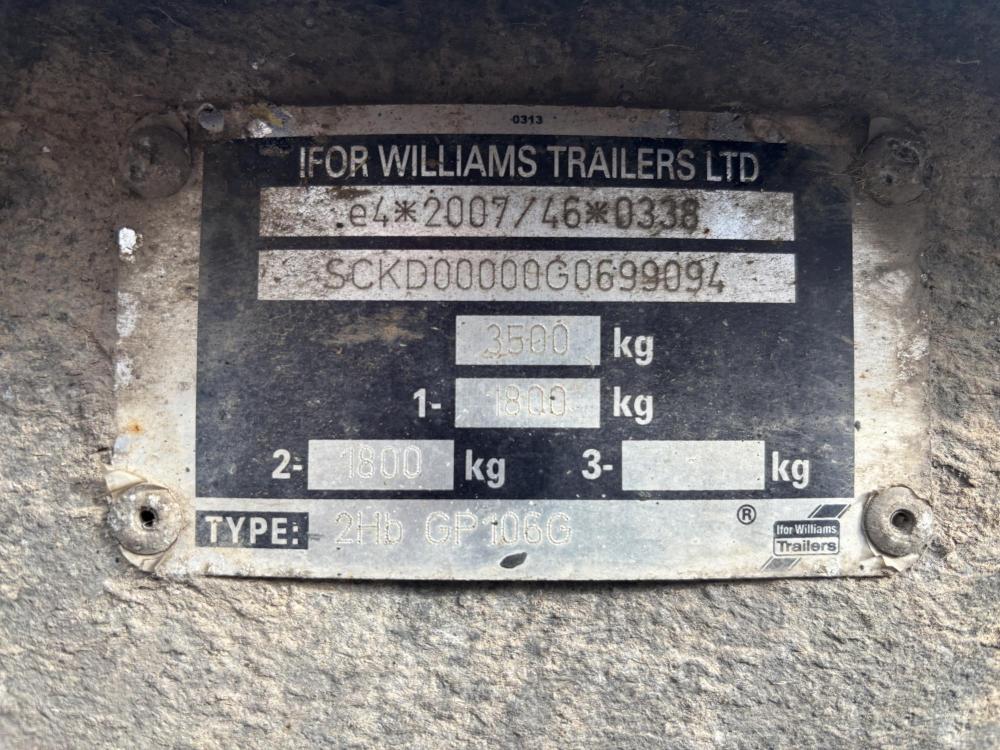 0313
IFOR WILLIAMS TRAILERS LTD
e4*2007/46*0338
SCKD00000G0699094
3500 kg
1- 1800 kg
2- 1800 kg 3- - kg
TYPE: 2Hb GP106G ®
Ifor Williams
Trailers